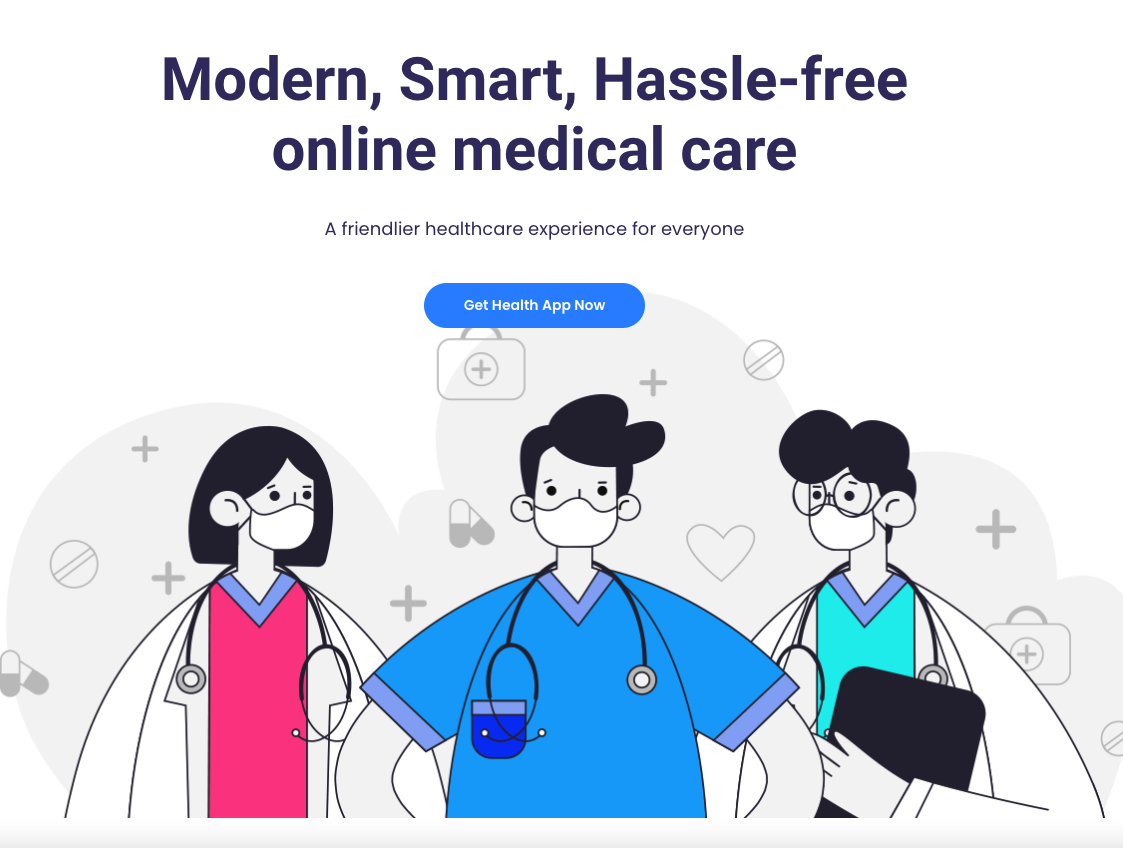 Modern, Smart, Hassle-free
online medical care
A friendlier healthcare experience for everyone
Get Health App Now